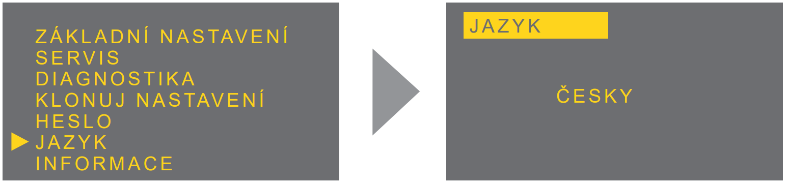 ZÁKLADNÍ NASTAVENÍ
SERVIS
DIAGNOSTIKA
KLONUJ NASTAVENÍ
HESLO
JAZYK
INFORMACE
JAZYK
ČESKY